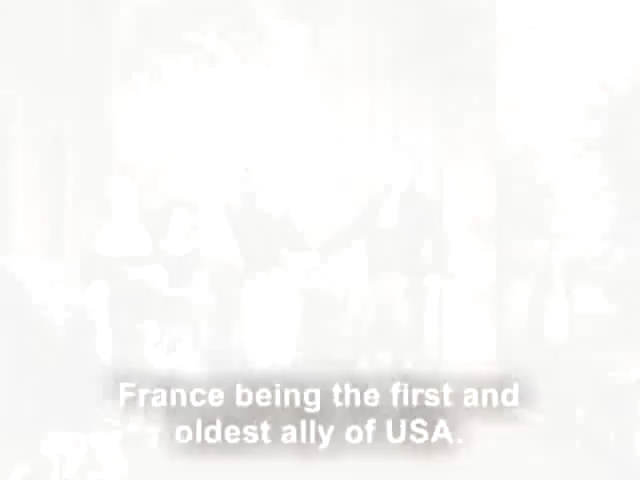 France being the first and
oldest ally of USA.